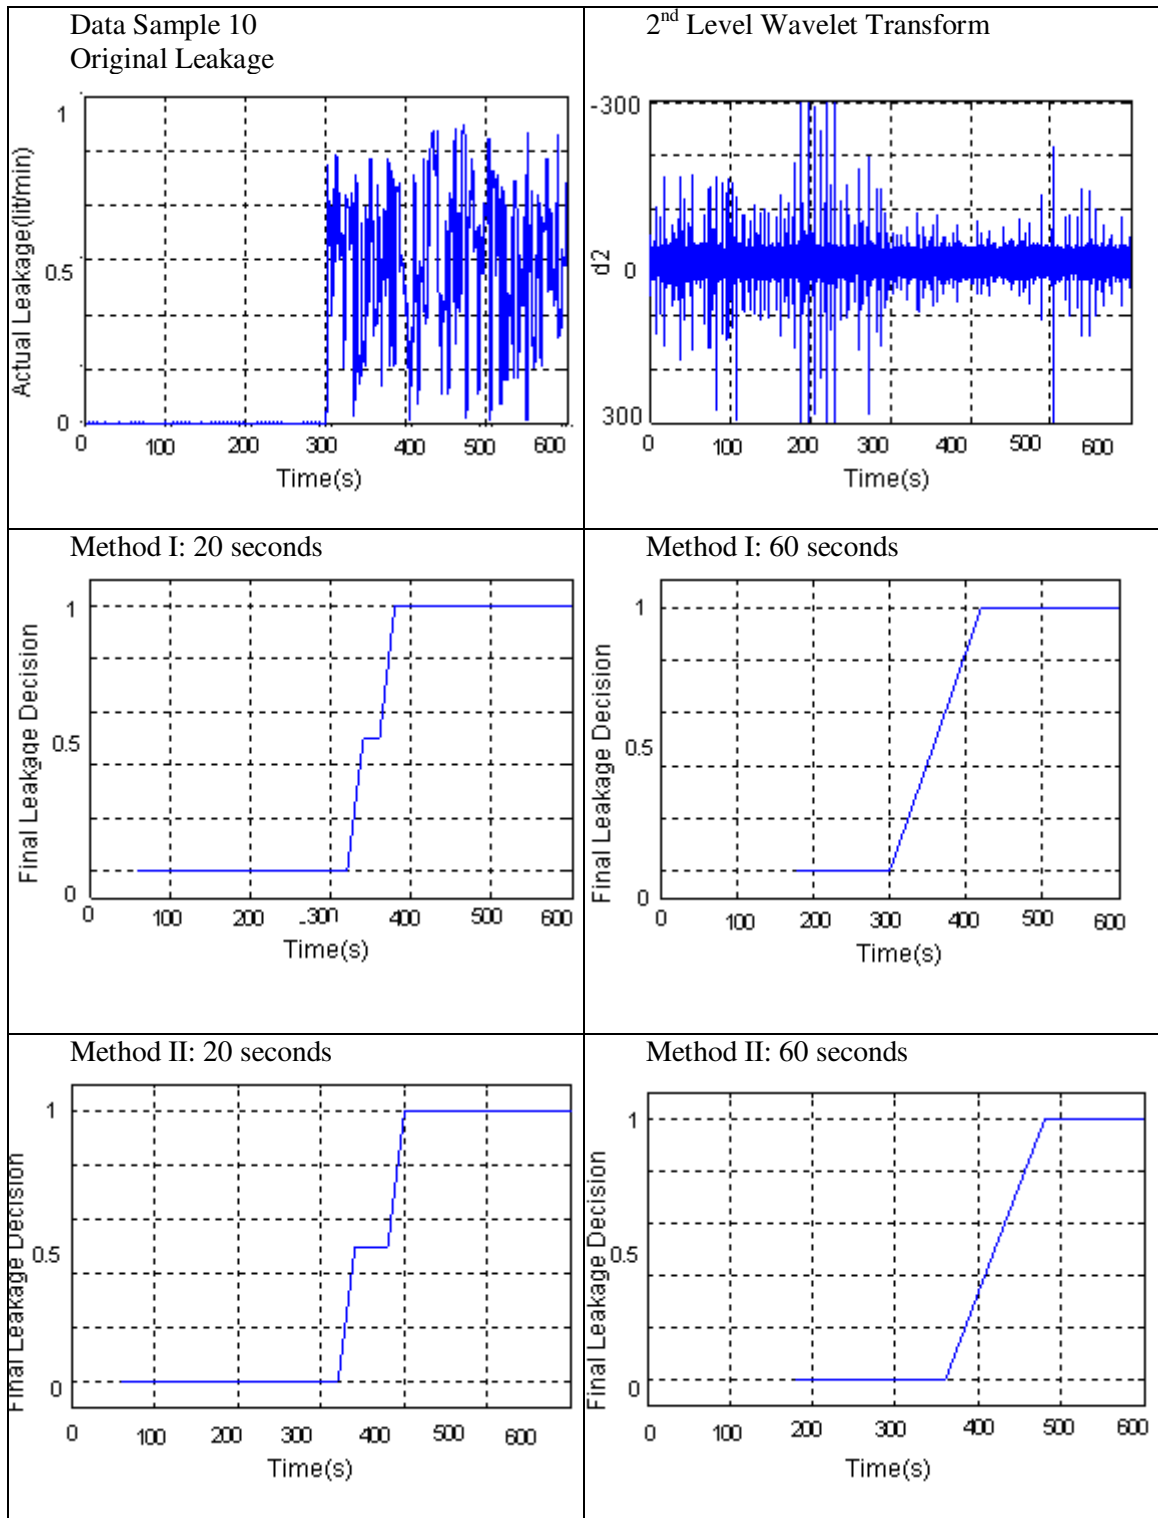 Data Sample 10
Original Leakage
1
0.5
0
Actual Leakage(lit/min)
0 100 200 300 400 500 600
Time(s)
2nd Level Wavelet Transform
-300
0
300
d2
0 100 200 300 400 500 600
Time(s)
Method I: 20 seconds
1
0.5
0
Final Leakage Decision
0 100 200 300 400 500 600
Time(s)
Method I: 60 seconds
1
0.5
0
Final Leakage Decision
0 100 200 300 400 500 600
Time(s)
Method II: 20 seconds
1
0.5
0
Final Leakage Decision
0 100 200 300 400 500 600
Time(s)
Method II: 60 seconds
1
0.5
0
Final Leakage Decision
0 100 200 300 400 500 600
Time(s)